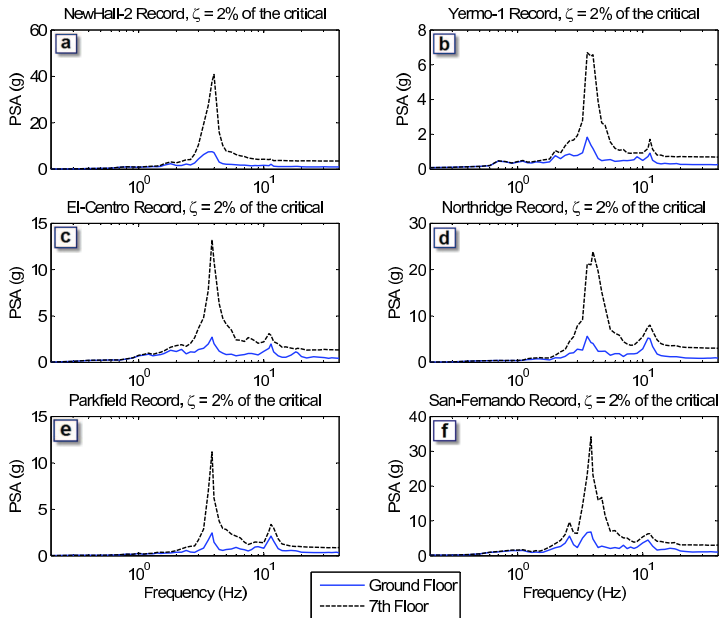 NewHall-2 Record, ζ = 2% of the critical
a
PSA (g)
60
40
20
0
10^0
10^1
Yermo-1 Record, ζ = 2% of the critical
b
PSA (g)
8
6
4
2
0
10^0
10^1
El-Centro Record, ζ = 2% of the critical
c
PSA (g)
15
10
5
0
10^0
10^1
Northridge Record, ζ = 2% of the critical
d
PSA (g)
30
20
10
0
10^0
10^1
Parkfield Record, ζ = 2% of the critical
e
PSA (g)
15
10
5
0
10^0
10^1
Frequency (Hz)
San-Fernando Record, ζ = 2% of the critical
f
PSA (g)
40
30
20
10
0
10^0
10^1
Frequency (Hz)
Ground Floor
7th Floor